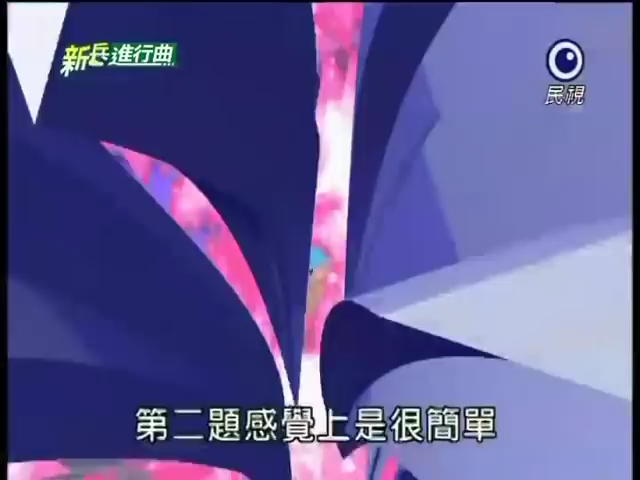 新兵進行曲
民視
第二題感覺上是很簡單